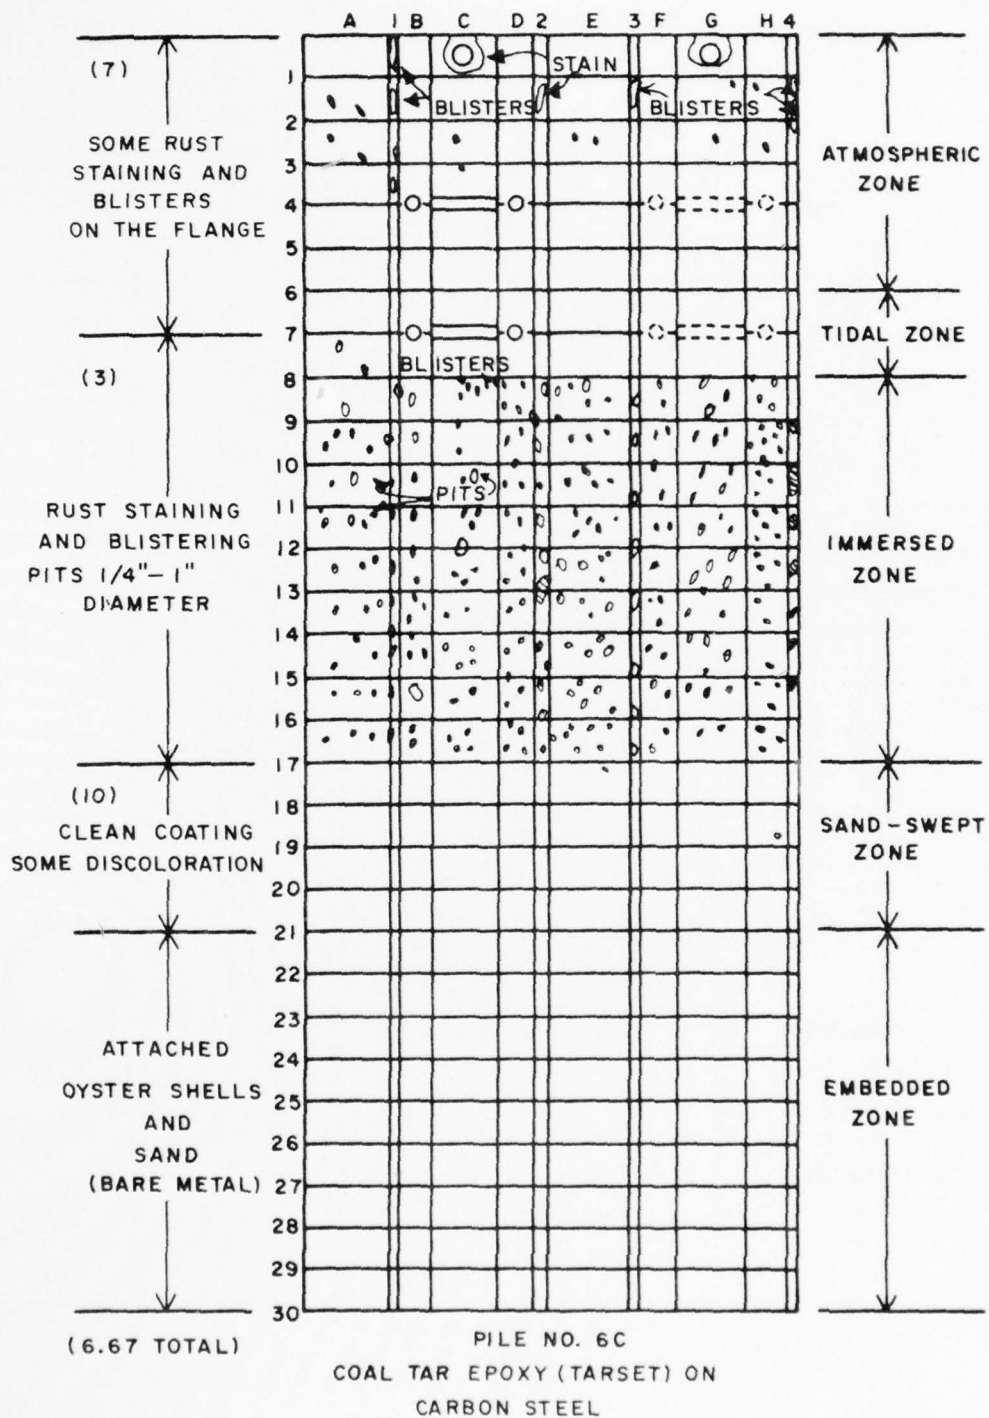 A 1 B C D 2 E 3 F G H 4
(7)
SOME RUST
STAINING AND
BLISTERS
ON THE FLANGE
(3)
RUST STAINING
AND BLISTERING
PITS 1/4"–1"
DIAMETER
(10)
CLEAN COATING
SOME DISCOLORATION
ATTACHED
OYSTER SHELLS
AND
SAND
(BARE METAL)
(6.67 TOTAL)
1
2
3
4
5
6
7
8
9
10
11
12
13
14
15
16
17
18
19
20
21
22
23
24
25
26
27
28
29
30
STAIN
BLISTERS
BLISTERS
BLISTERS
PITS
ATMOSPHERIC
ZONE
TIDAL ZONE
IMMERSED
ZONE
SAND-SWEPT
ZONE
EMBEDDED
ZONE
PILE NO. 6C
COAL TAR EPOXY (TARSET) ON
CARBON STEEL